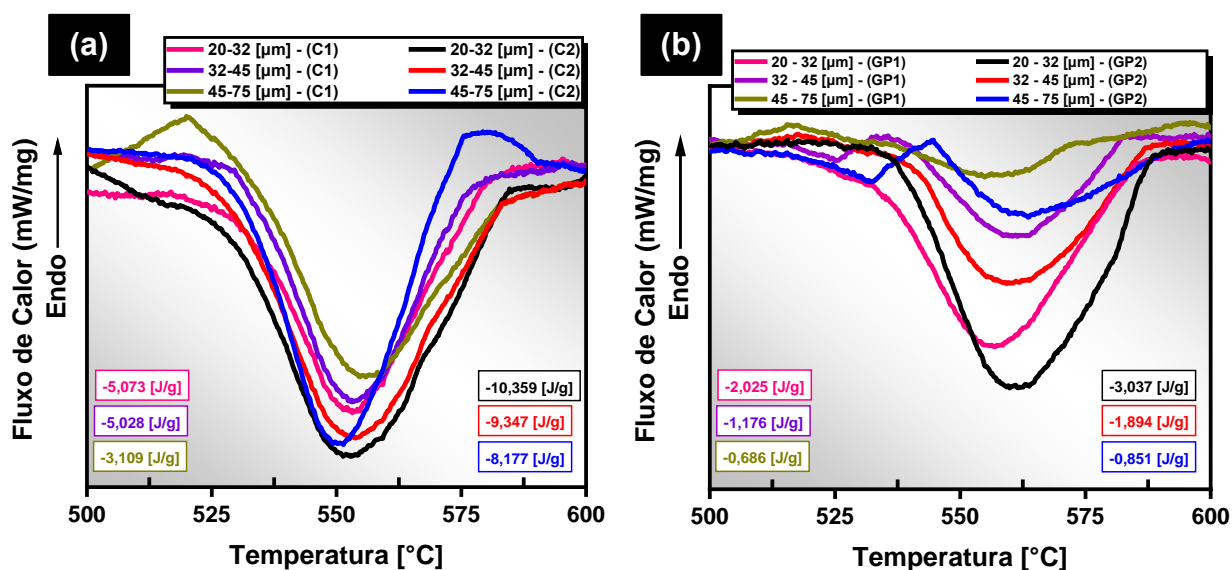 (a)
20-32 [µm] - (C1) 20-32 [µm] - (C2)
32-45 [µm] - (C1) 32-45 [µm] - (C2)
45-75 [µm] - (C1) 45-75 [µm] - (C2)
Fluxo de Calor (mW/mg)
Endo
-5,073 [J/g] -10,359 [J/g]
-5,028 [J/g] -9,347 [J/g]
-3,109 [J/g] -8,177 [J/g]
500 525 550 575 600
Temperatura [°C]
(b)
20 - 32 [µm] - (GP1) 20 - 32 [µm] - (GP2)
32 - 45 [µm] - (GP1) 32 - 45 [µm] - (GP2)
45 - 75 [µm] - (GP1) 45 - 75 [µm] - (GP2)
Fluxo de Calor (mW/mg)
Endo
-2,025 [J/g] -3,037 [J/g]
-1,176 [J/g] -1,894 [J/g]
-0,686 [J/g] -0,851 [J/g]
500 525 550 575 600
Temperatura [°C]